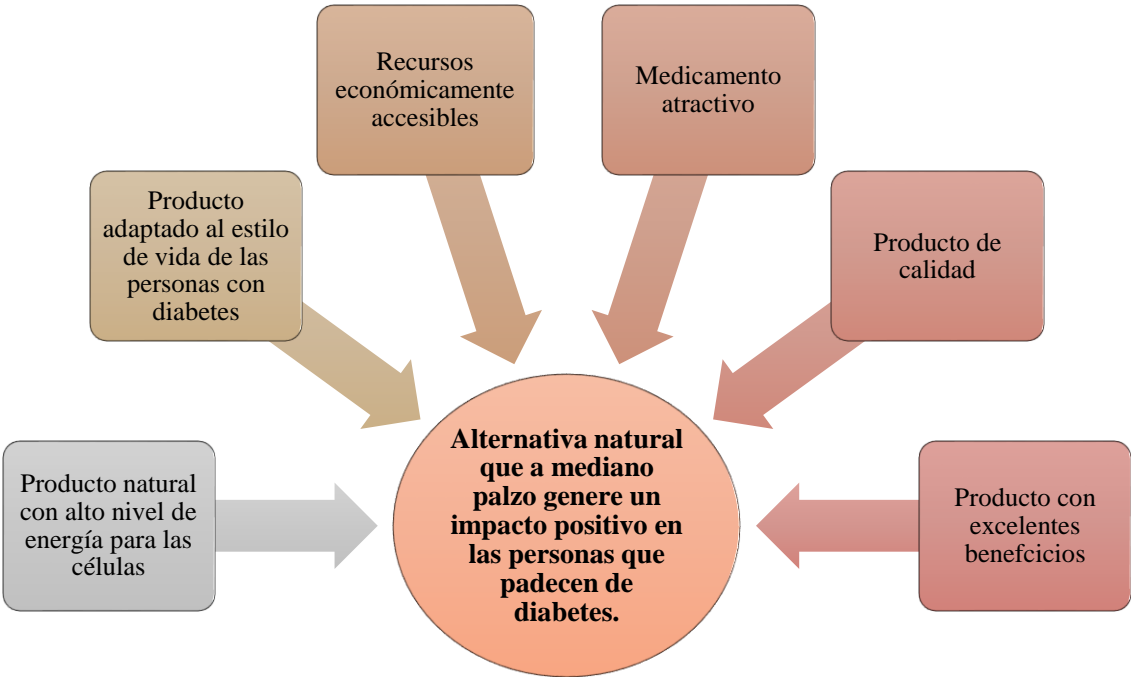 Recursos
económicamente
accesibles
Medicamento
atractivo
Producto
adaptado al estilo
de vida de las
personas con
diabetes
Producto de
calidad
Producto natural
con alto nivel de
energía para las
células
Alternativa natural
que a mediano
palzo genere un
impacto positivo en
las personas que
padecen de
diabetes.
Producto con
excelentes
benefcicios